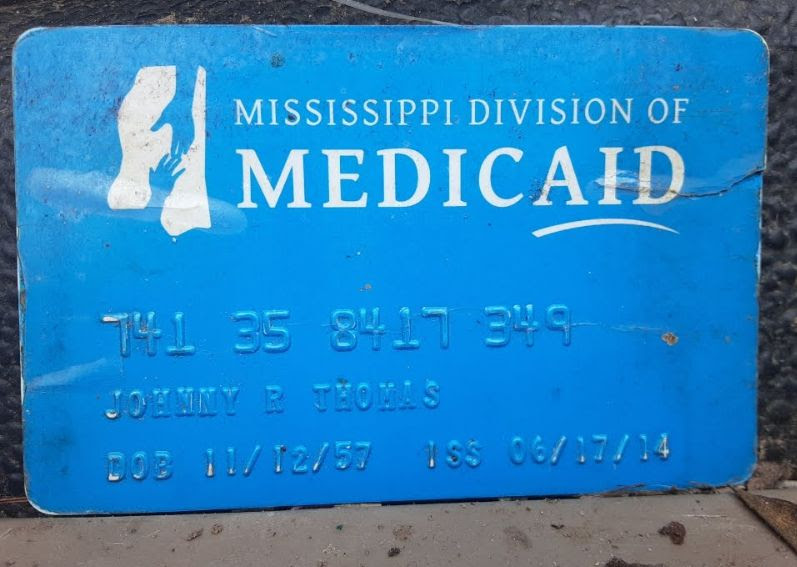 MISSISSIPPI DIVISION OF
MEDICAID
741 35 8417 349
JOHNNY R THOMAS
DOB 11/12/57 ISS 06/17/14